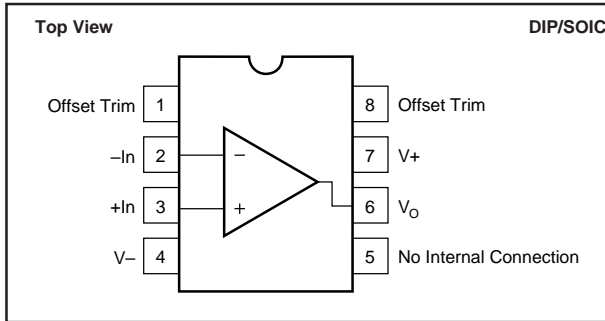 Top View
DIP/SOIC
Offset Trim 1
8 Offset Trim
–In 2 –
7 V+
+In 3 +
6 VO
V– 4
5 No Internal Connection